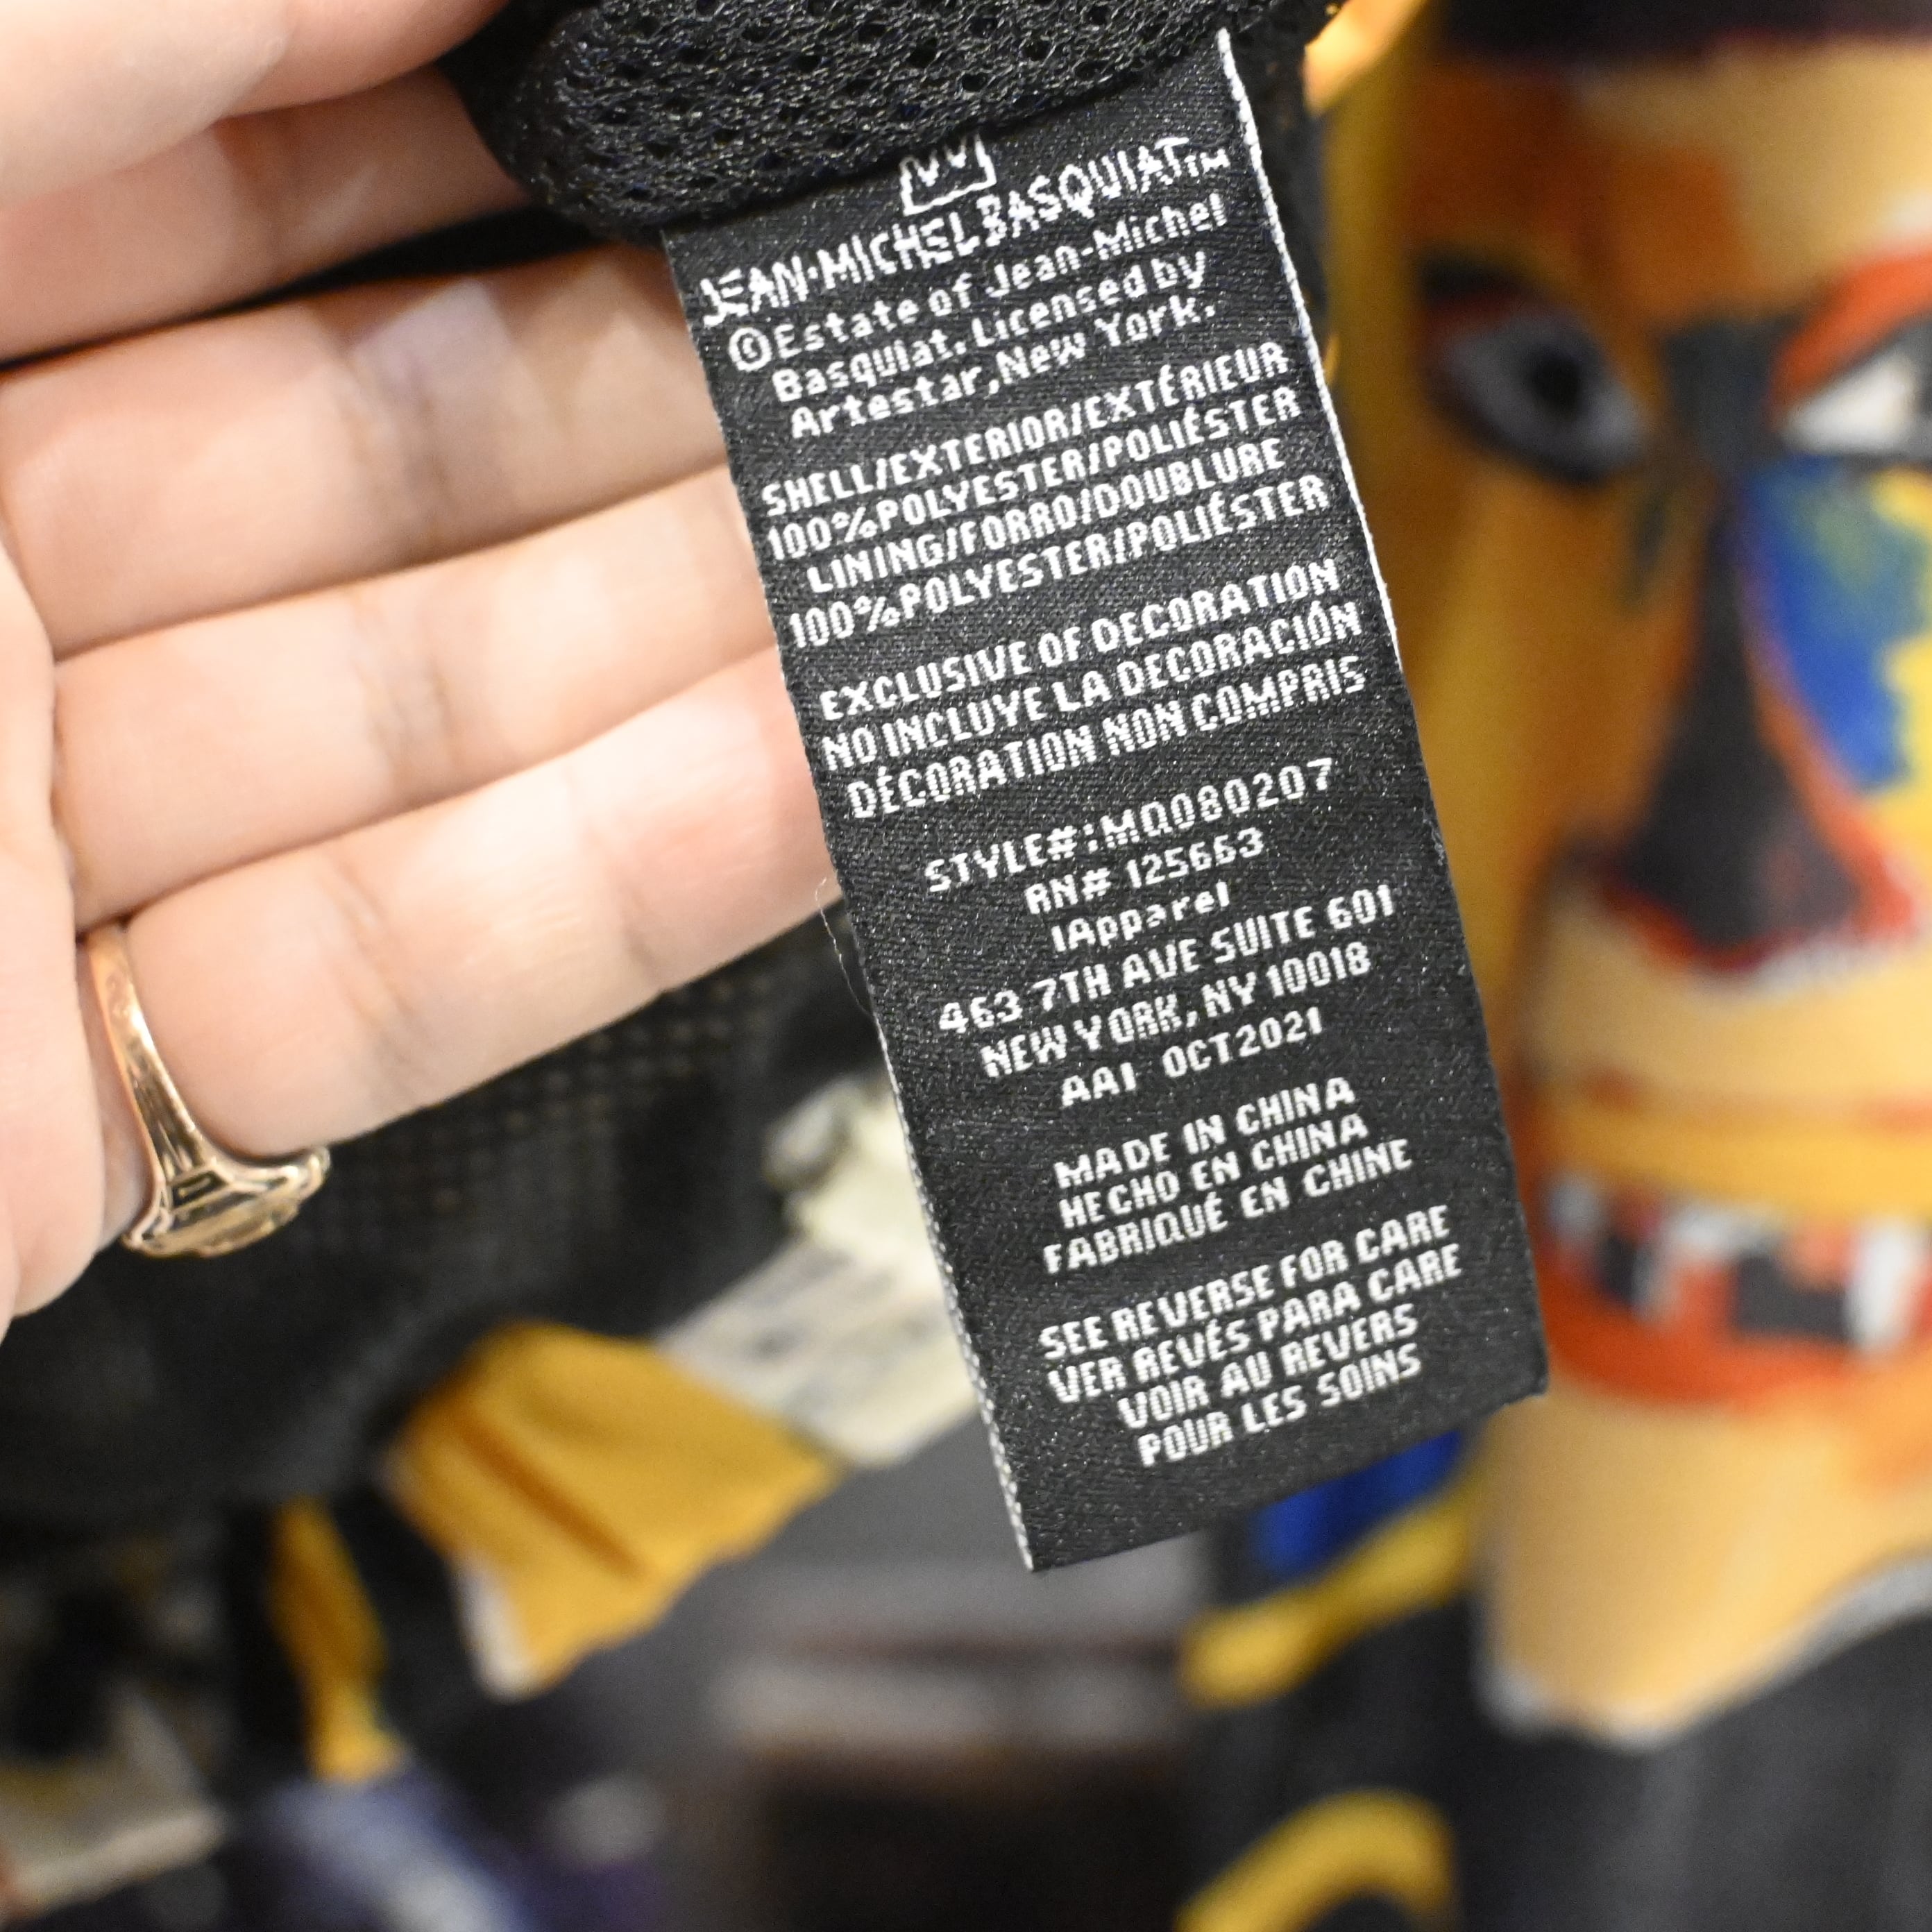 JEAN-MICHEL BASQUIAT™
©Estate of Jean-Michel
Basquiat. Licensed by
Artestar, New York.
SHELL/EXTERIOR/EXTÉRIEUR
100%POLYESTER/POLIÉSTER
LINING/FORRO/DOUBLURE
100%POLYESTER/POLIÉSTER
EXCLUSIVE OF DECORATION
NO INCLUYE LA DECORACIÓN
DÉCORATION NON COMPRIS
STYLE#:MQ080207
RN# 125663
IApparel
463 7TH AVE SUITE 601
NEW YORK, NY 10018
AAI OCT2021
MADE IN CHINA
HECHO EN CHINA
FABRIQUÉ EN CHINE
SEE REVERSE FOR CARE
VER REVÉS PARA CARE
VOIR AU REVERS
POUR LES SOINS